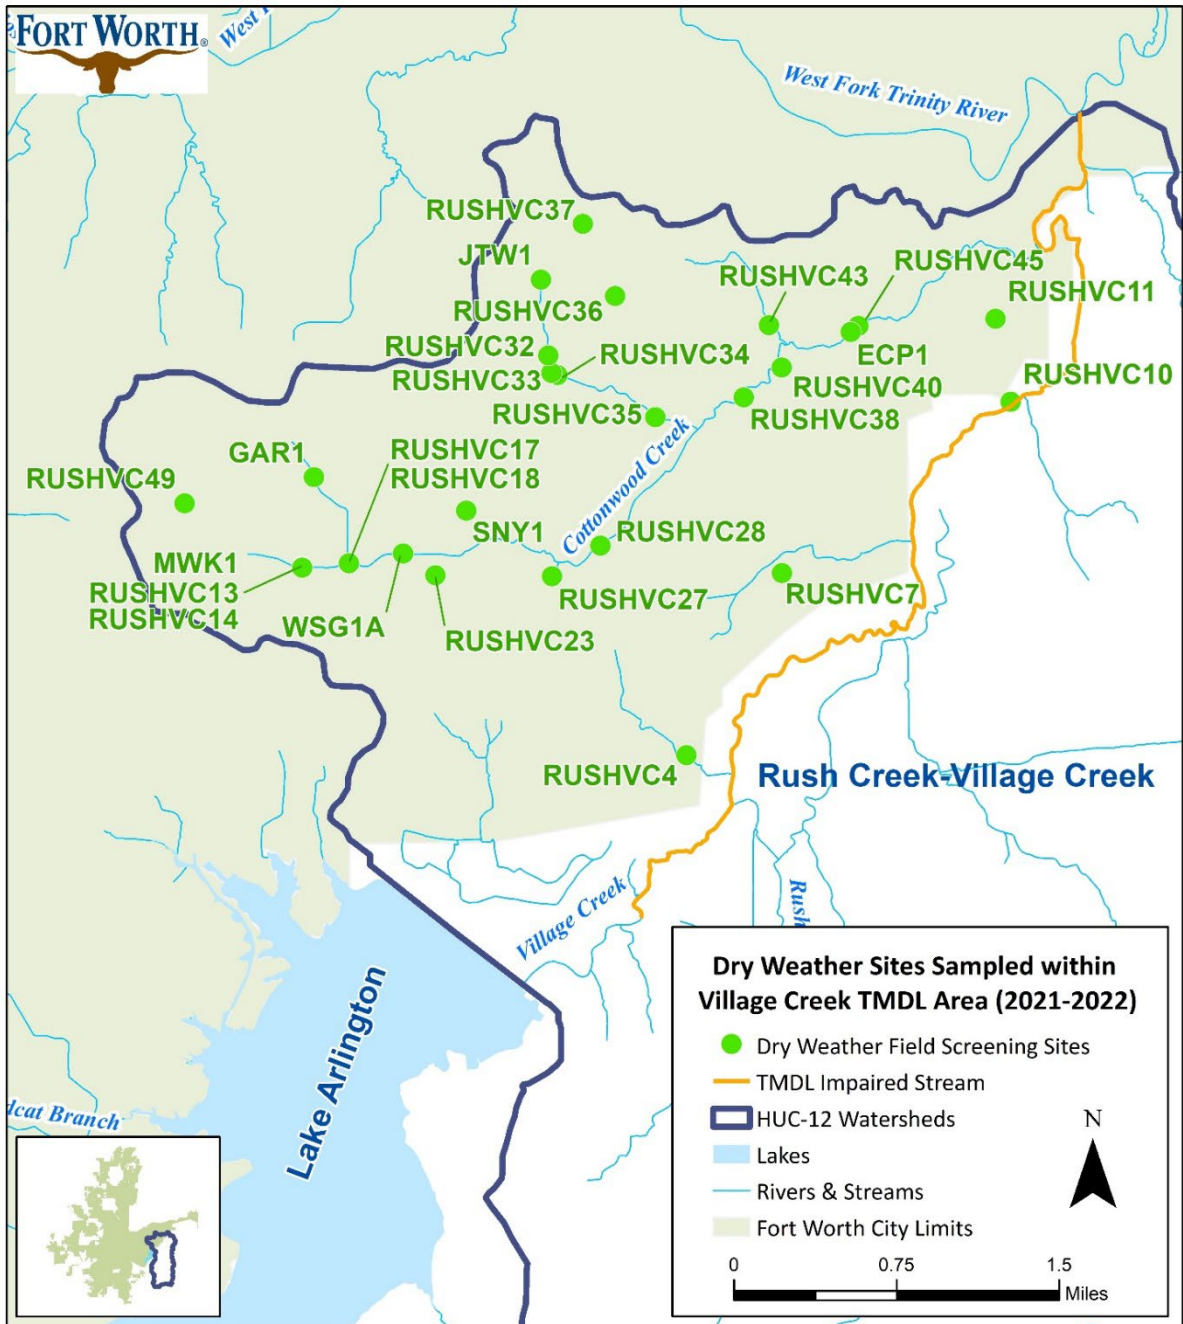 FORT WORTH®
West F
West Fork Trinity River
RUSHVC37
JTW1
RUSHVC36
RUSHVC43
RUSHVC45
RUSHVC11
RUSHVC32
RUSHVC34
ECP1
RUSHVC33
RUSHVC40
RUSHVC10
RUSHVC38
RUSHVC35
Cottonwood Creek
GAR1
RUSHVC17
RUSHVC18
RUSHVC49
SNY1
RUSHVC28
MWK1
RUSHVC13
RUSHVC14
WSG1A
RUSHVC23
RUSHVC27
RUSHVC7
RUSHVC4
Rush Creek-Village Creek
Village Creek
Rush
Lake Arlington
dcat Branch
Dry Weather Sites Sampled within
Village Creek TMDL Area (2021-2022)
Dry Weather Field Screening Sites
TMDL Impaired Stream
HUC-12 Watersheds
Lakes
Rivers & Streams
Fort Worth City Limits
N
0 0.75 1.5
Miles